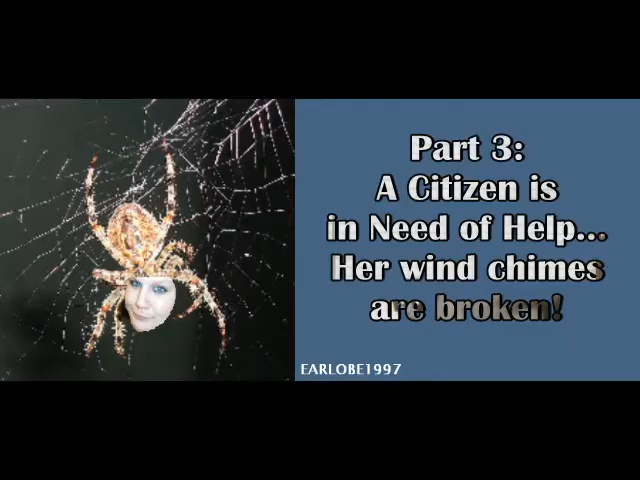 Part 3:
A Citizen is
in Need of Help...
Her wind chimes
are broken!
EARLOBE1997